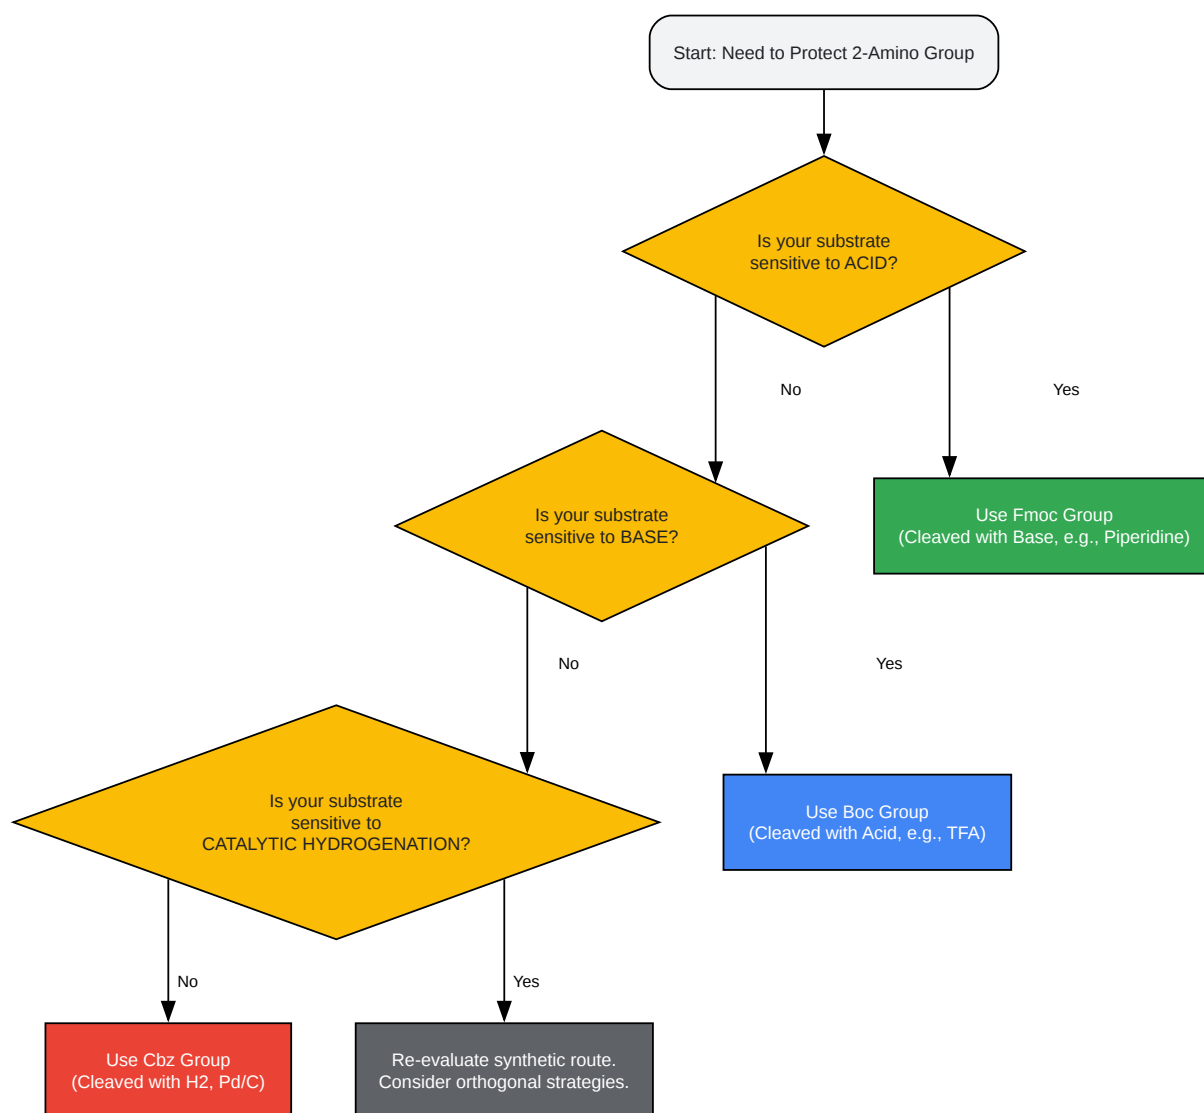 Start: Need to Protect 2-Amino Group
Is your substrate
sensitive to ACID?
No
Yes
Is your substrate
sensitive to BASE?
Use Fmoc Group
(Cleaved with Base, e.g., Piperidine)
No
Yes
Is your substrate
sensitive to
CATALYTIC HYDROGENATION?
Use Boc Group
(Cleaved with Acid, e.g., TFA)
No
Yes
Use Cbz Group
(Cleaved with H2, Pd/C)
Re-evaluate synthetic route.
Consider orthogonal strategies.